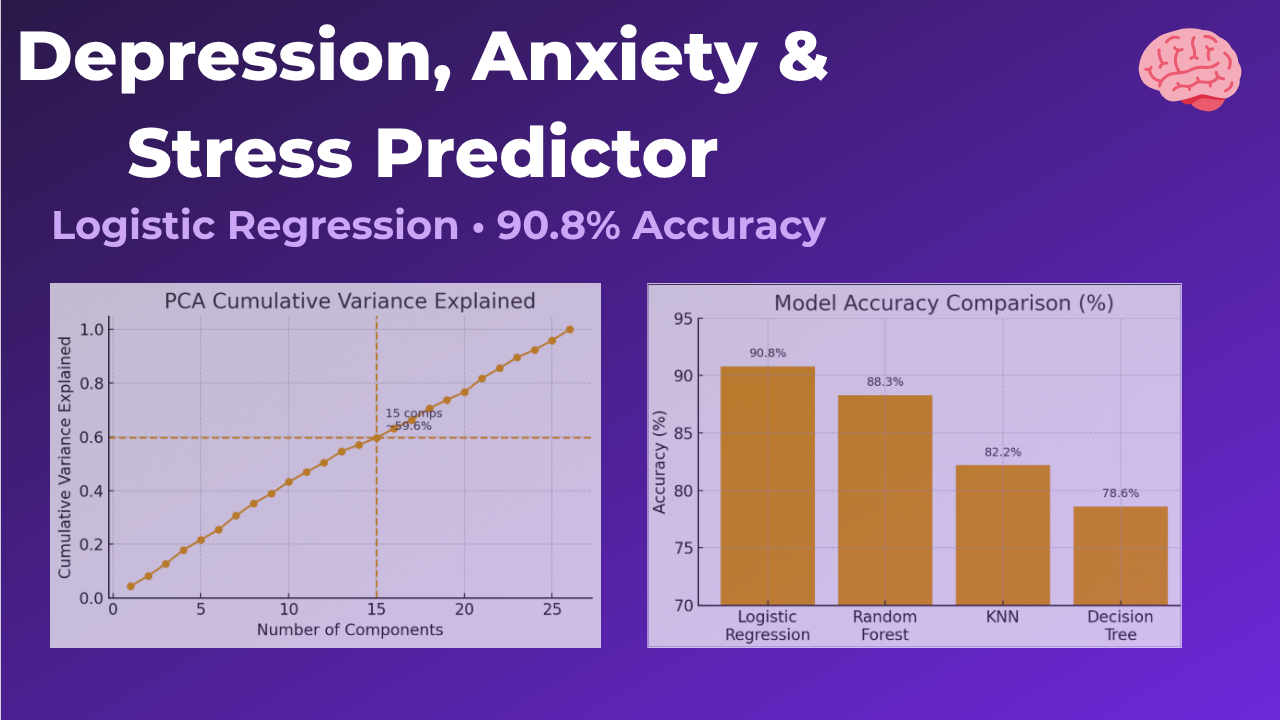 Depression, Anxiety &
Stress Predictor
Logistic Regression • 90.8% Accuracy
PCA Cumulative Variance Explained
Cumulative Variance Explained
1.0
0.8
0.6
0.4
0.2
0.0
15 comps
~59.6%
0 5 10 15 20 25
Number of Components
Model Accuracy Comparison (%)
Accuracy (%)
95
90
85
80
75
70
90.8%
88.3%
82.2%
78.6%
Logistic
Regression
Random
Forest
KNN
Decision
Tree